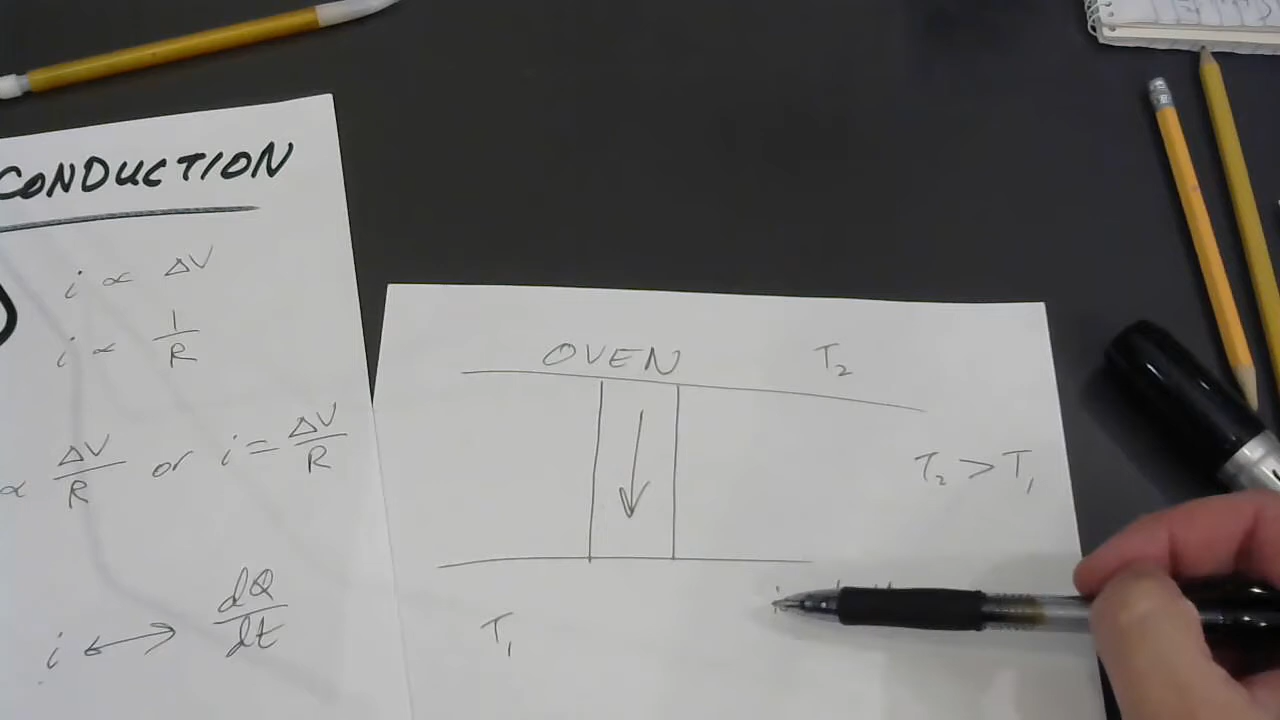 CONDUCTION
i ∝ ΔV
i ∝ 1/R
∝ ΔV/R or i = ΔV/R
i ↔ dQ/dt
OVEN T₂
T₂ > T₁
T₁